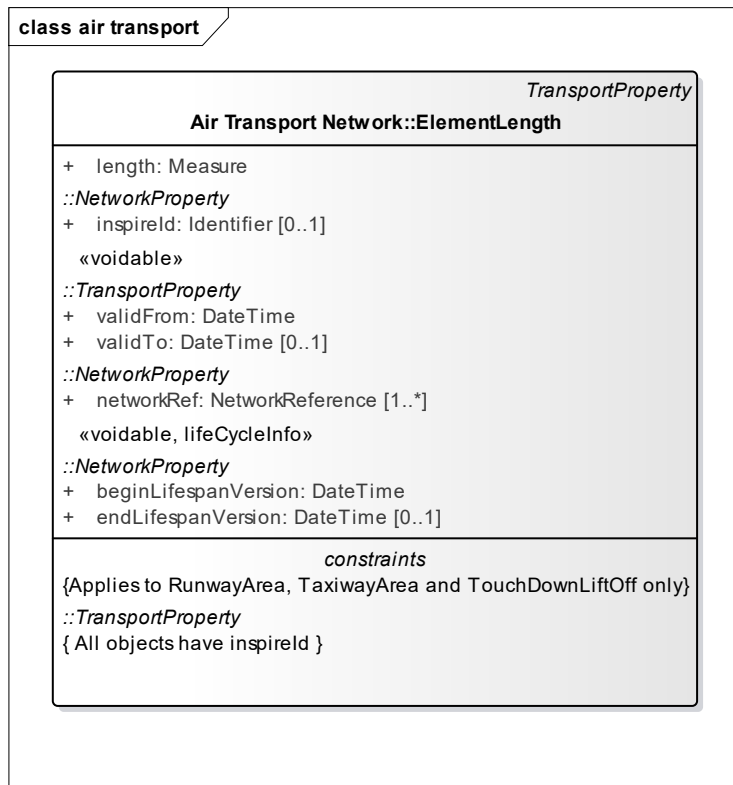 class air transport
TransportProperty
Air Transport Network::ElementLength
+ length: Measure
::NetworkProperty
+ inspireId: Identifier [0..1]
«voidable»
::TransportProperty
+ validFrom: DateTime
+ validTo: DateTime [0..1]
::NetworkProperty
+ networkRef: NetworkReference [1..*]
«voidable, lifeCycleInfo»
::NetworkProperty
+ beginLifespanVersion: DateTime
+ endLifespanVersion: DateTime [0..1]
constraints
{Applies to RunwayArea, TaxiwayArea and TouchDownLiftOff only}
::TransportProperty
{ All objects have inspireId }